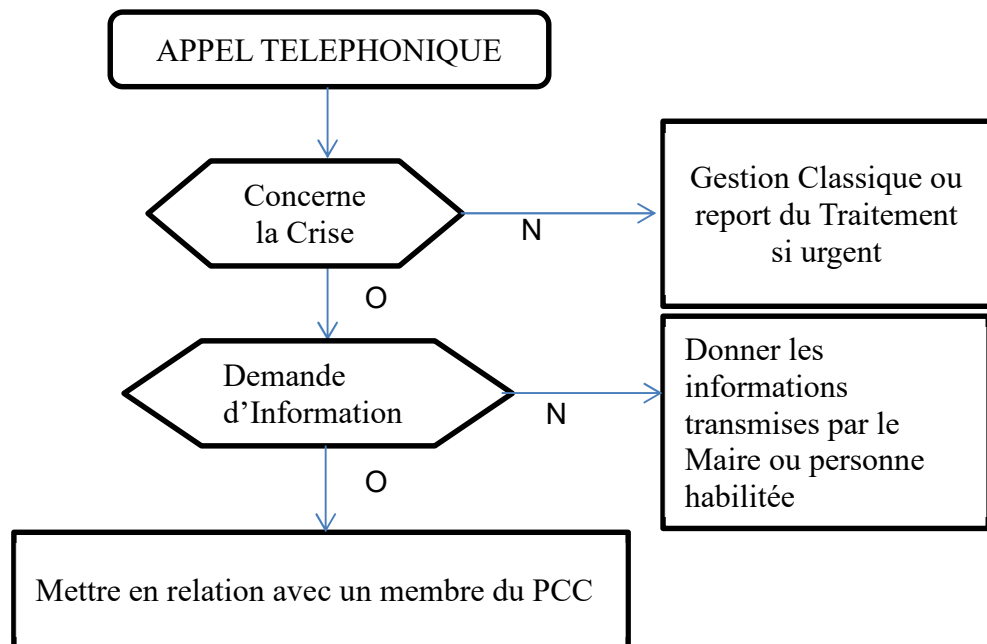 APPEL TELEPHONIQUE
Concerne
la Crise
N
Gestion Classique ou
report du Traitement
si urgent
O
Demande
d’Information
N
Donner les
informations
transmises par le
Maire ou personne
habilitée
O
Mettre en relation avec un membre du PCC